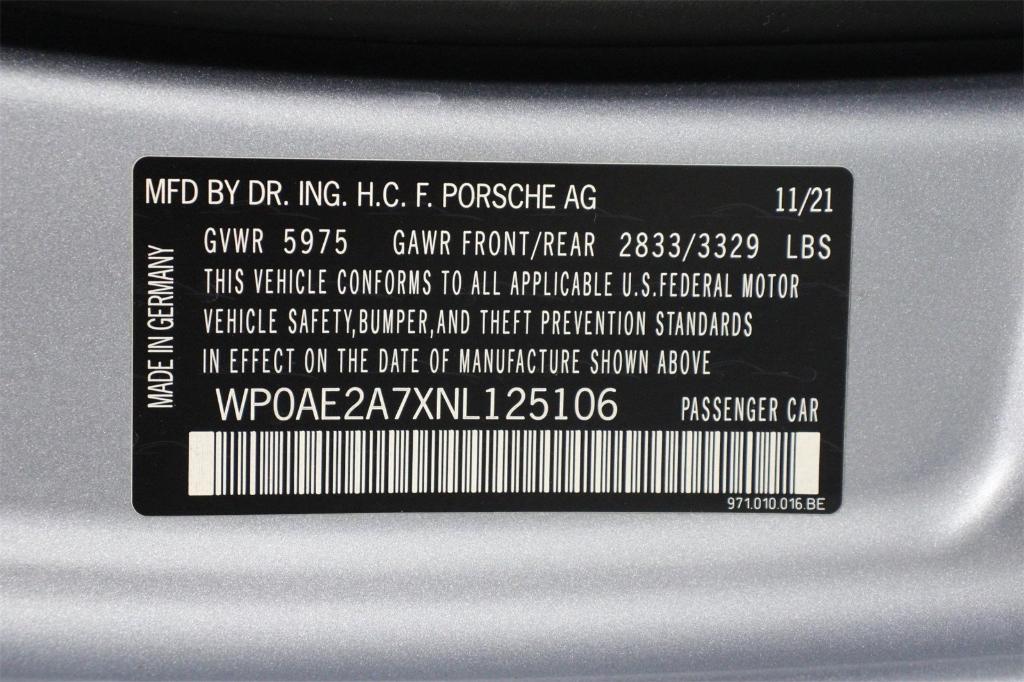 MFD BY DR. ING. H.C. F. PORSCHE AG 11/21
GVWR 5975 GAWR FRONT/REAR 2833/3329 LBS
MADE IN GERMANY
THIS VEHICLE CONFORMS TO ALL APPLICABLE U.S.FEDERAL MOTOR
VEHICLE SAFETY,BUMPER,AND THEFT PREVENTION STANDARDS
IN EFFECT ON THE DATE OF MANUFACTURE SHOWN ABOVE
WP0AE2A7XNL125106 PASSENGER CAR
971.010.016.BE